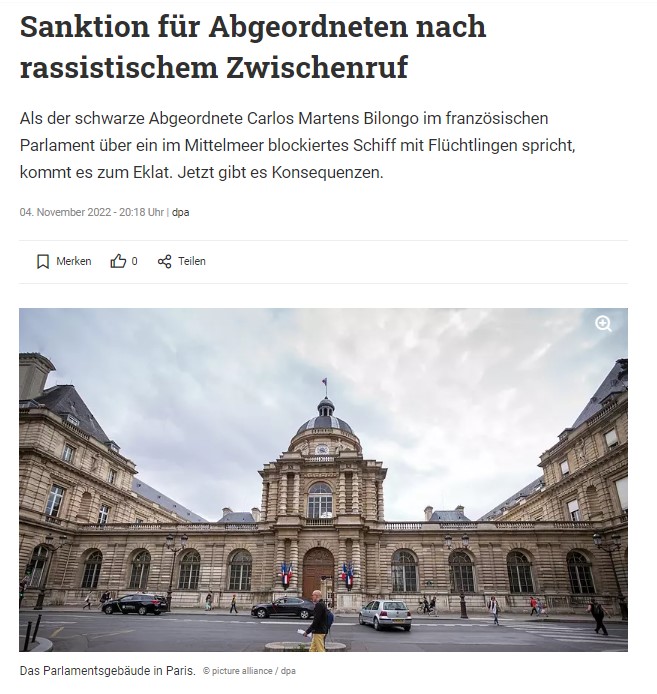 Sanktion für Abgeordneten nach
rassistischem Zwischenruf
Als der schwarze Abgeordnete Carlos Martens Bilongo im französischen
Parlament über ein im Mittelmeer blockiertes Schiff mit Flüchtlingen spricht,
kommt es zum Eklat. Jetzt gibt es Konsequenzen.
04. November 2022 - 20:18 Uhr | dpa
Merken 0 Teilen
Das Parlamentsgebäude in Paris. © picture alliance / dpa